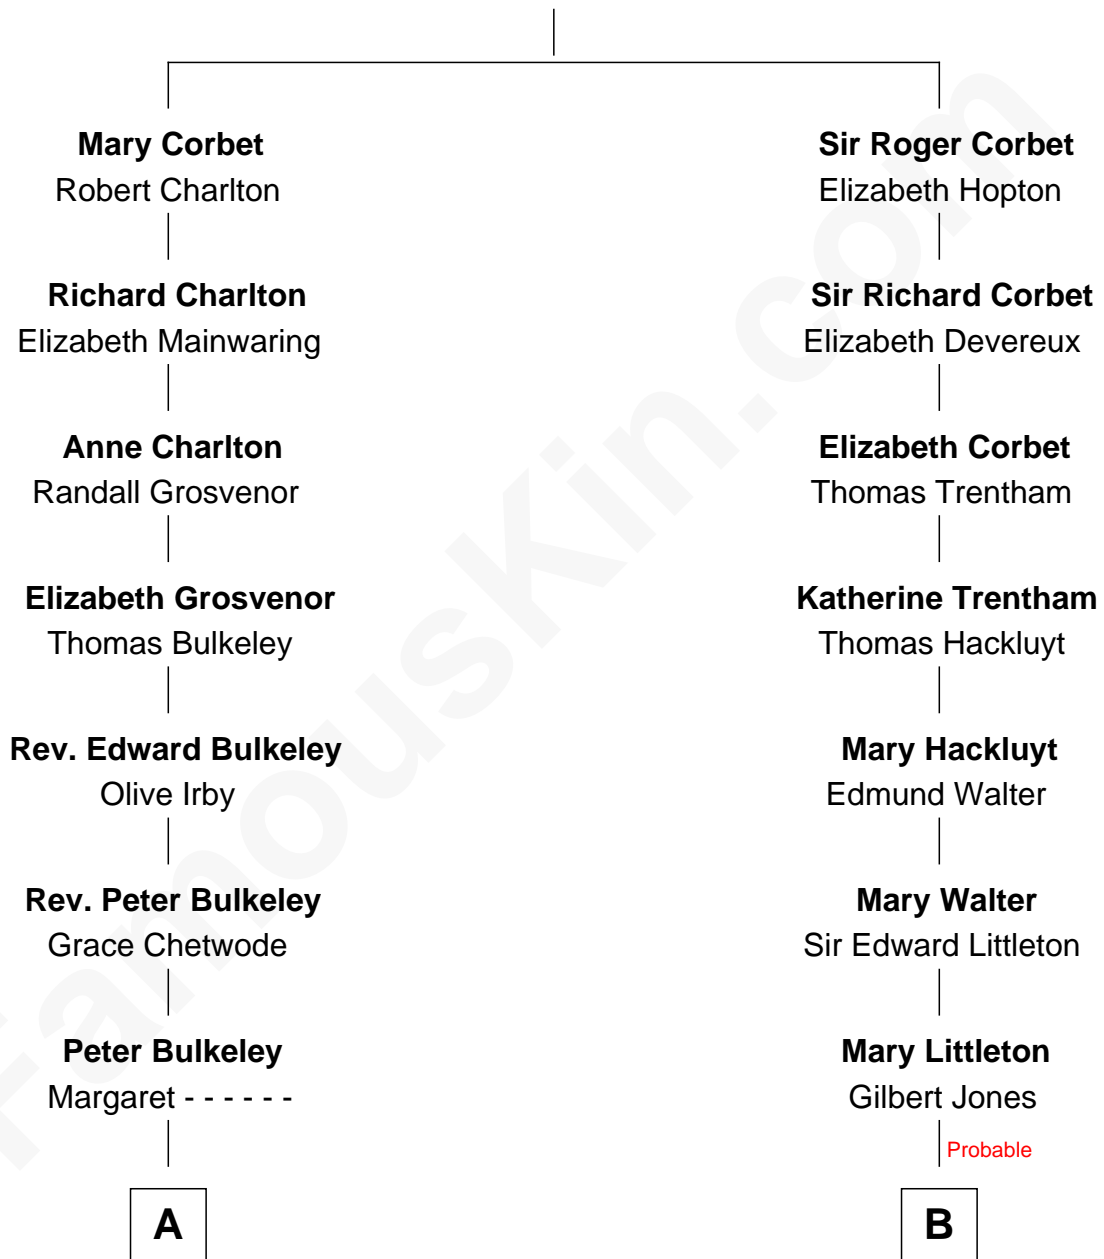 Mary Corbet
Robert Charlton
Sir Roger Corbet
Elizabeth Hopton
Richard Charlton
Elizabeth Mainwaring
Sir Richard Corbet
Elizabeth Devereux
Anne Charlton
Randall Grosvenor
Elizabeth Corbet
Thomas Trentham
Elizabeth Grosvenor
Thomas Bulkeley
Katherine Trentham
Thomas Hackluyt
Rev. Edward Bulkeley
Olive Irby
Mary Hackluyt
Edmund Walter
Rev. Peter Bulkeley
Grace Chetwode
Mary Walter
Sir Edward Littleton
Peter Bulkeley
Margaret - - - - - -
Mary Littleton
Gilbert Jones
Probable
A
B
FamousKin.com